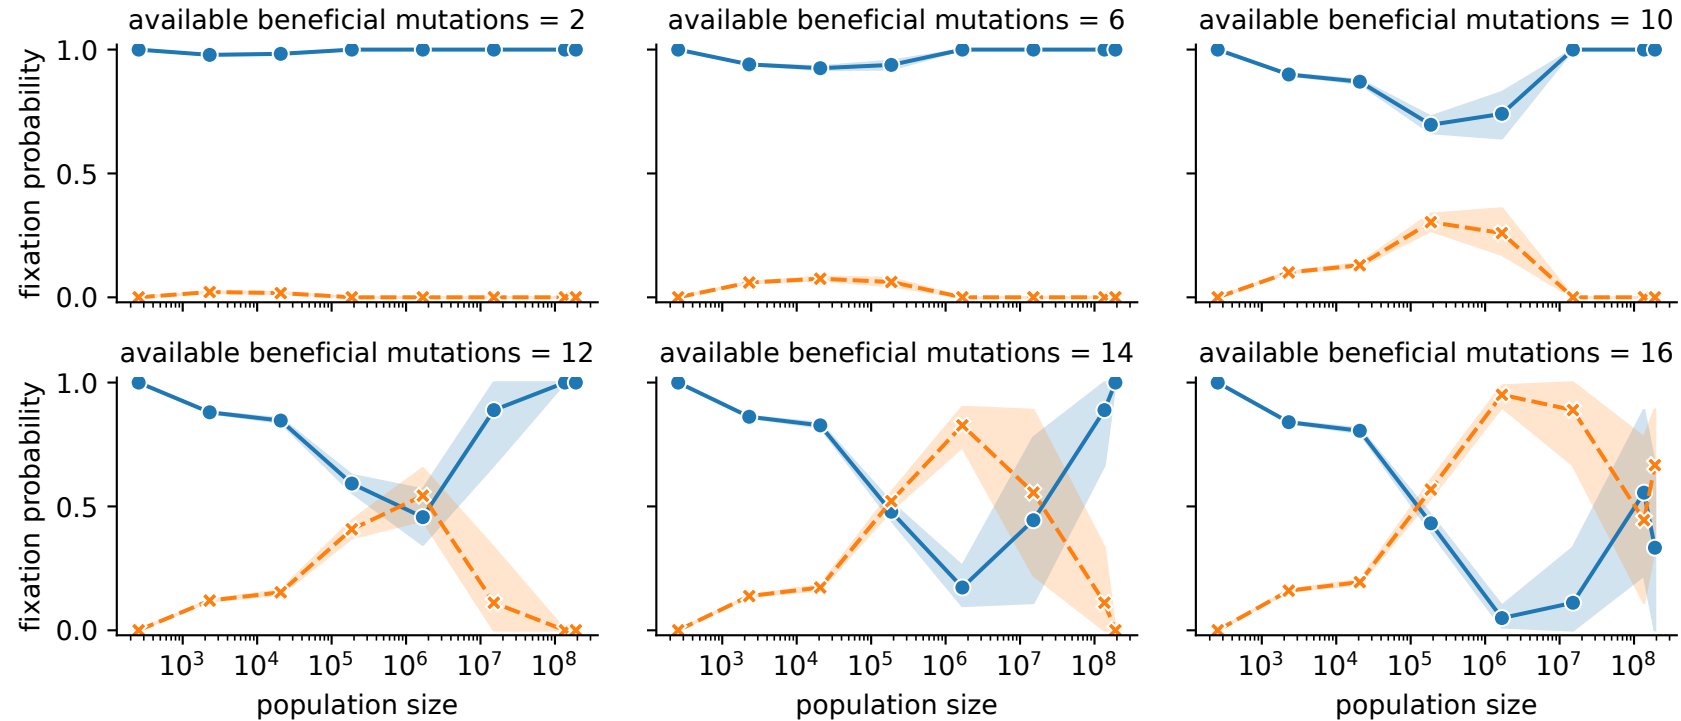 available beneficial mutations = 2
available beneficial mutations = 6
available beneficial mutations = 10
fixation probability
1.0
0.5
0.0
available beneficial mutations = 12
available beneficial mutations = 14
available beneficial mutations = 16
fixation probability
1.0
0.5
0.0
10³ 10⁴ 10⁵ 10⁶ 10⁷ 10⁸
10³ 10⁴ 10⁵ 10⁶ 10⁷ 10⁸
10³ 10⁴ 10⁵ 10⁶ 10⁷ 10⁸
population size
population size
population size